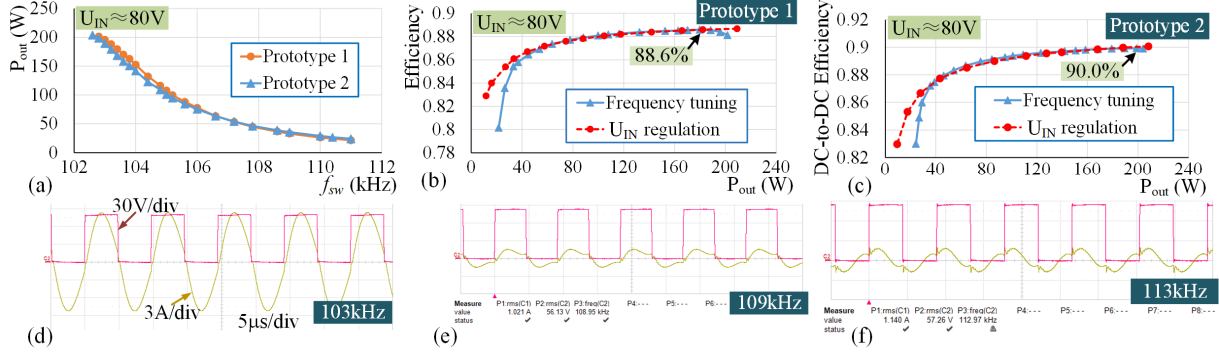 U_IN≈80V
P_out (W)
250
200
150
100
50
0
Prototype 1
Prototype 2
102
104
106
108
110
112
(a)
f_sw (kHz)
U_IN≈80V
Prototype 1
Efficiency
0.9
0.88
0.86
0.84
0.82
0.8
88.6%
Frequency tuning
U_IN regulation
0
40
80
120
160
200
240
(b)
P_out (W)
U_IN≈80V
Prototype 2
DC-to-DC Efficiency
0.92
0.9
0.88
0.86
0.84
0.82
90.0%
Frequency tuning
U_IN regulation
0
40
80
120
160
200
240
(c)
P_out (W)
30V/div
C2
3A/div
5µs/div
103kHz
(d)
C2
109kHz
Measure P1:rms(C1) P2:rms(C2) P3:freq(C2) P4:--- P5:--- P6:---
value 1.021 A 56.13 V 108.95 kHz
status
(e)
C2
113kHz
Measure P1:rms(C1) P2:rms(C2) P3:freq(C2) P4:--- P5:--- P6:--- P7:--- P8:---
value 1.140 A 57.26 V 112.97 kHz
status
(f)